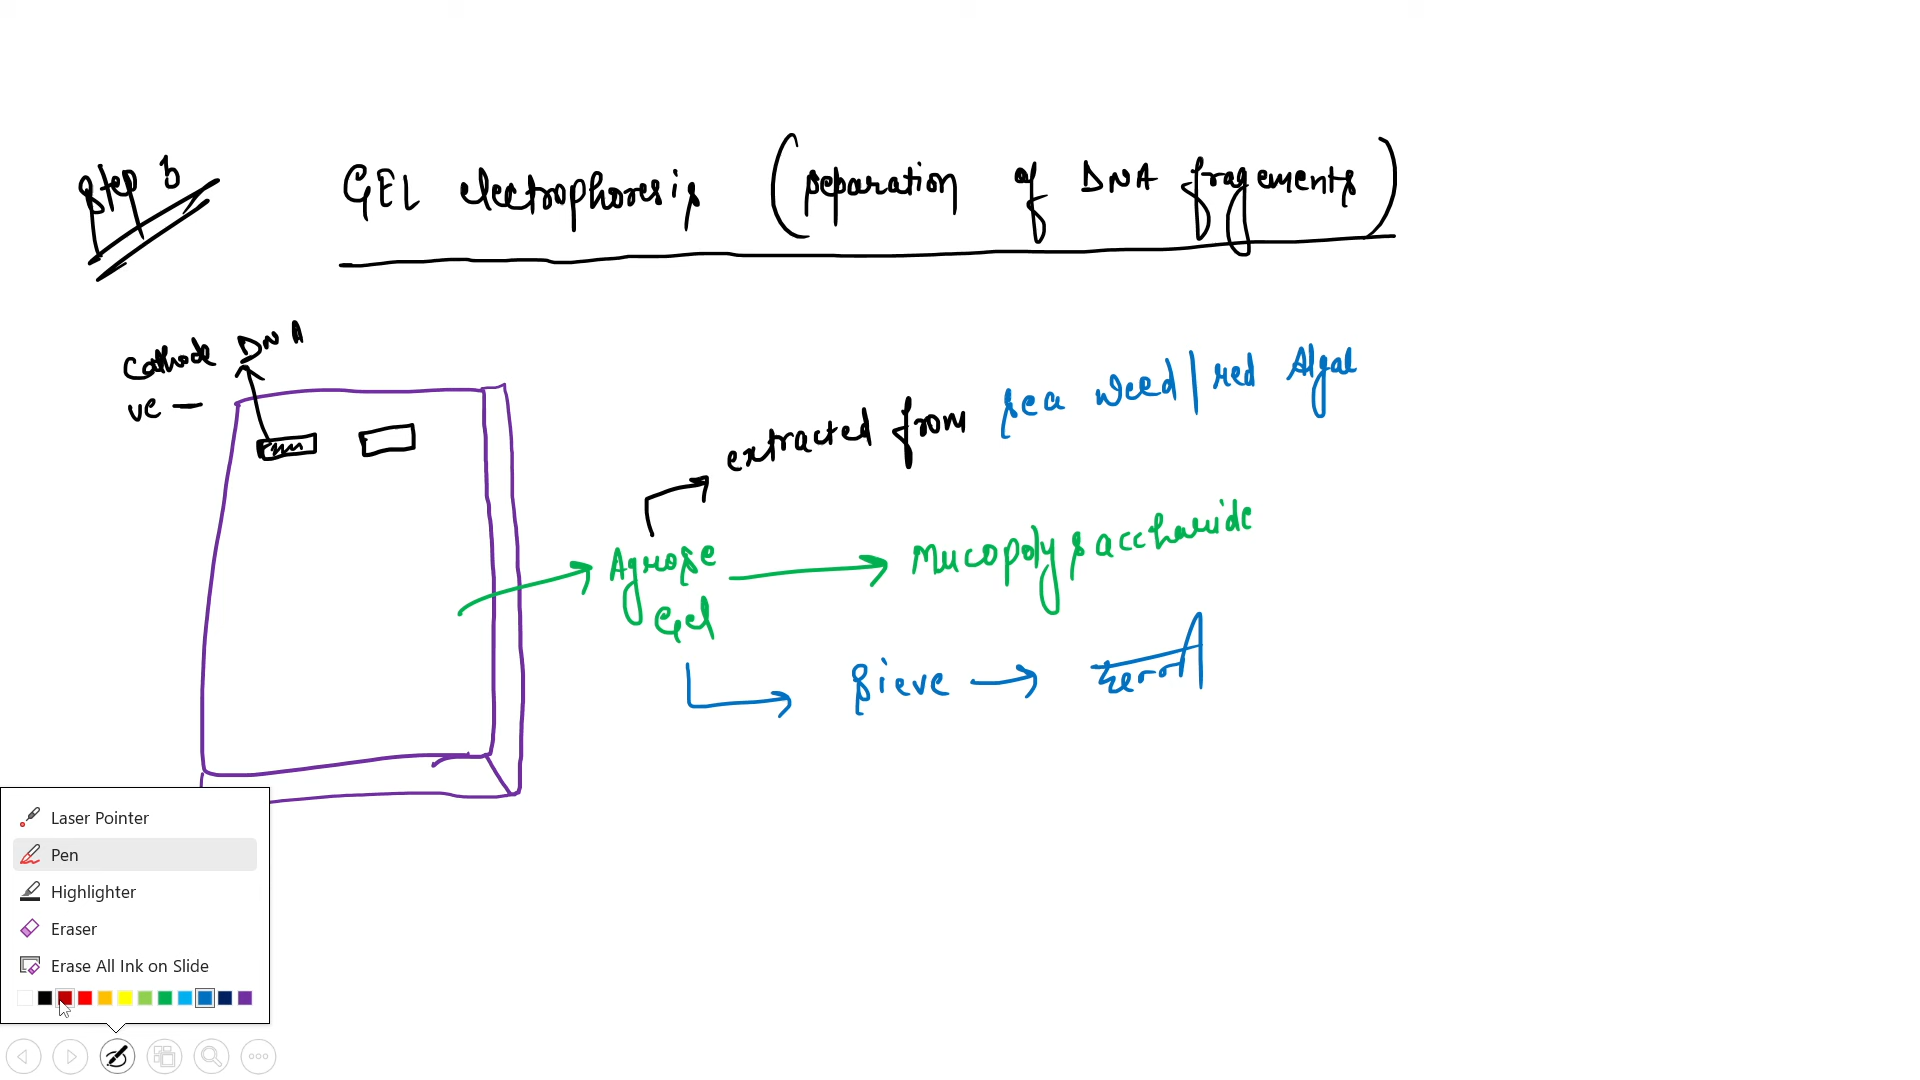 Step 3
GEL electrophoresis (separation of DNA fragements)
Cathode DNA
ve —
extracted from sea weed/red Algae
Agrose Gel
Mucopolysaccharide
Sieve
Laser Pointer
Pen
Highlighter
Eraser
Erase All Ink on Slide